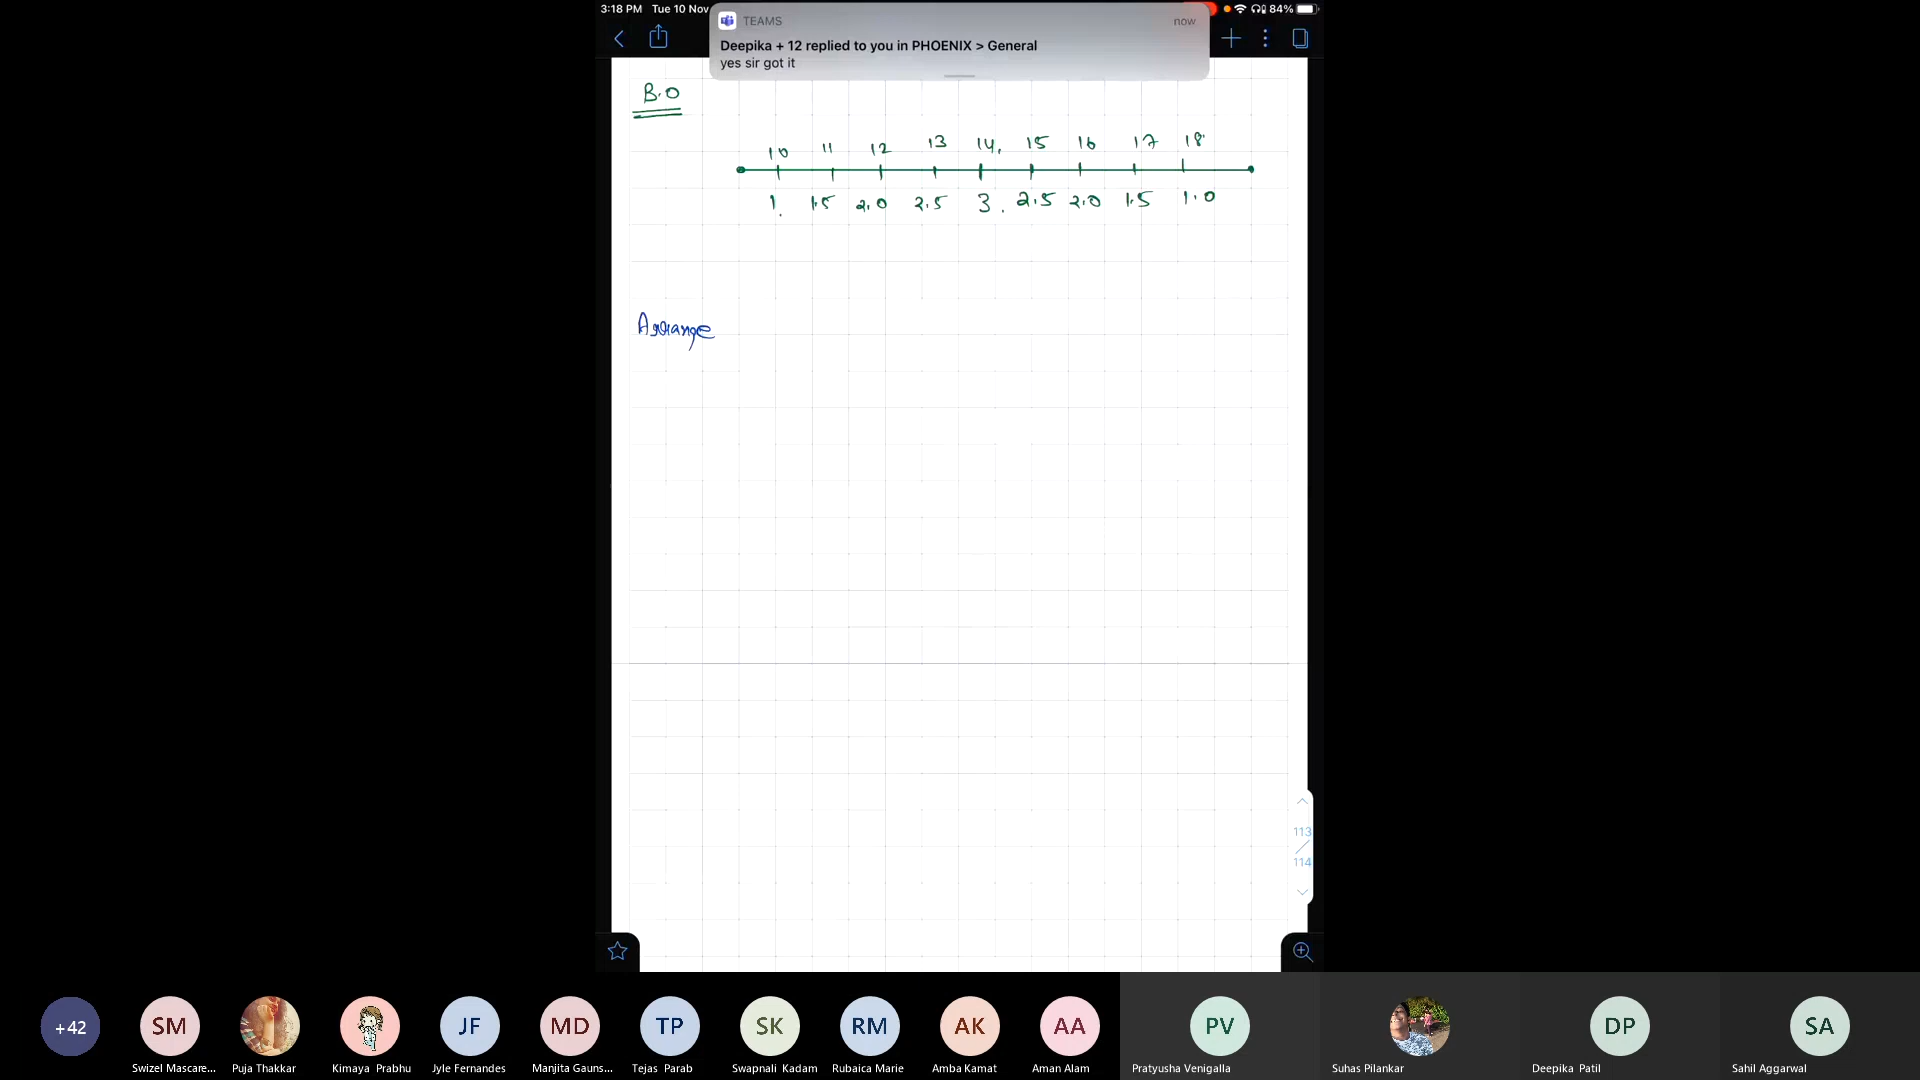 3:18 PM Tue 10 Nov 84%
TEAMS now
Deepika + 12 replied to you in PHOENIX > General
yes sir got it
B.O
10 11 12 13 14. 15 16 17 18
1. 1.5 2.0 2.5 3. 2.5 2.0 1.5 1.0
Arrange
113
114
+42 SM JF MD TP SK RM AK AA PV DP SA
Swizel Mascare... Puja Thakkar Kimaya Prabhu Jyle Fernandes Manjita Gauns... Tejas Parab Swapnali Kadam Rubaica Marie Amba Kamat Aman Alam Pratyusha Venigalla Suhas Pilankar Deepika Patil Sahil Aggarwal